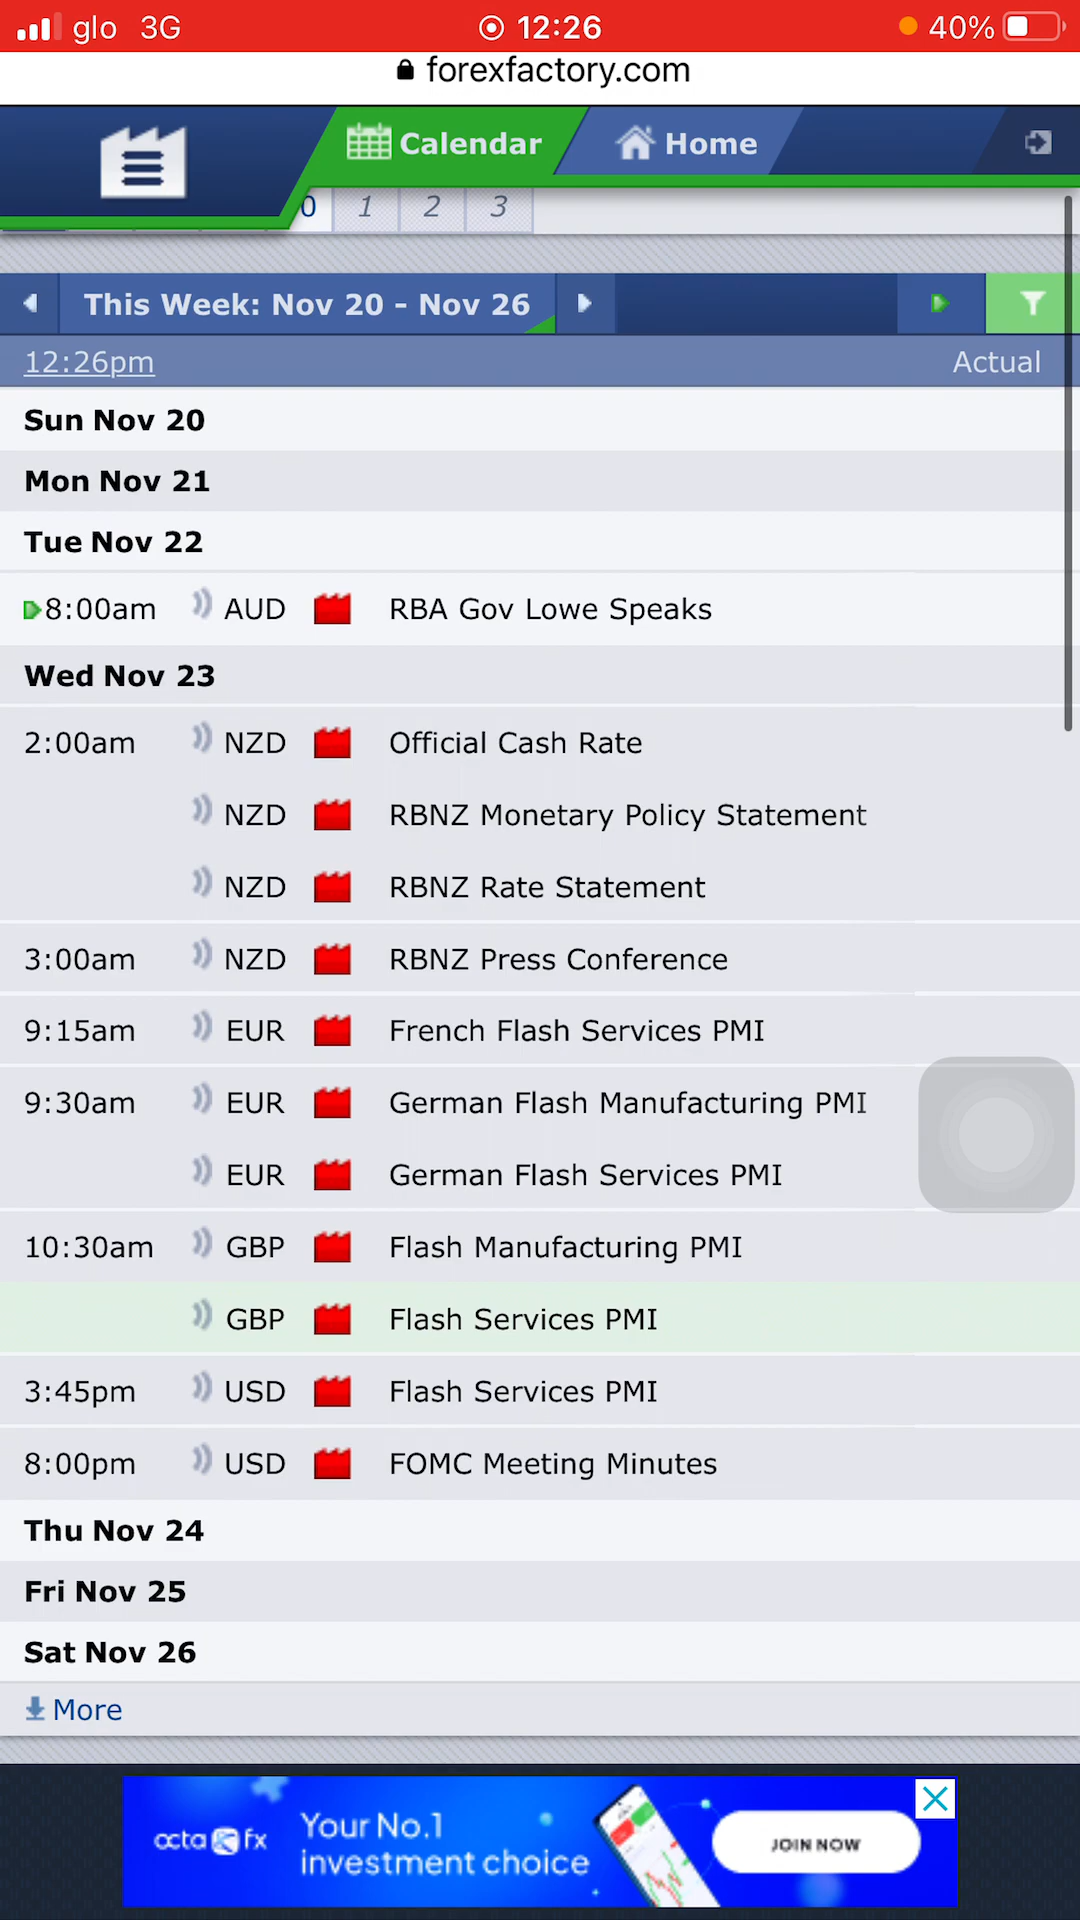 glo 3G 12:26 40%
forexfactory.com
Calendar Home
0 1 2 3
This Week: Nov 20 - Nov 26
12:26pm Actual
Sun Nov 20
Mon Nov 21
Tue Nov 22
8:00am AUD RBA Gov Lowe Speaks
Wed Nov 23
2:00am NZD Official Cash Rate
NZD RBNZ Monetary Policy Statement
NZD RBNZ Rate Statement
3:00am NZD RBNZ Press Conference
9:15am EUR French Flash Services PMI
9:30am EUR German Flash Manufacturing PMI
EUR German Flash Services PMI
10:30am GBP Flash Manufacturing PMI
GBP Flash Services PMI
3:45pm USD Flash Services PMI
8:00pm USD FOMC Meeting Minutes
Thu Nov 24
Fri Nov 25
Sat Nov 26
More
octa fx
Your No.1
investment choice
JOIN NOW